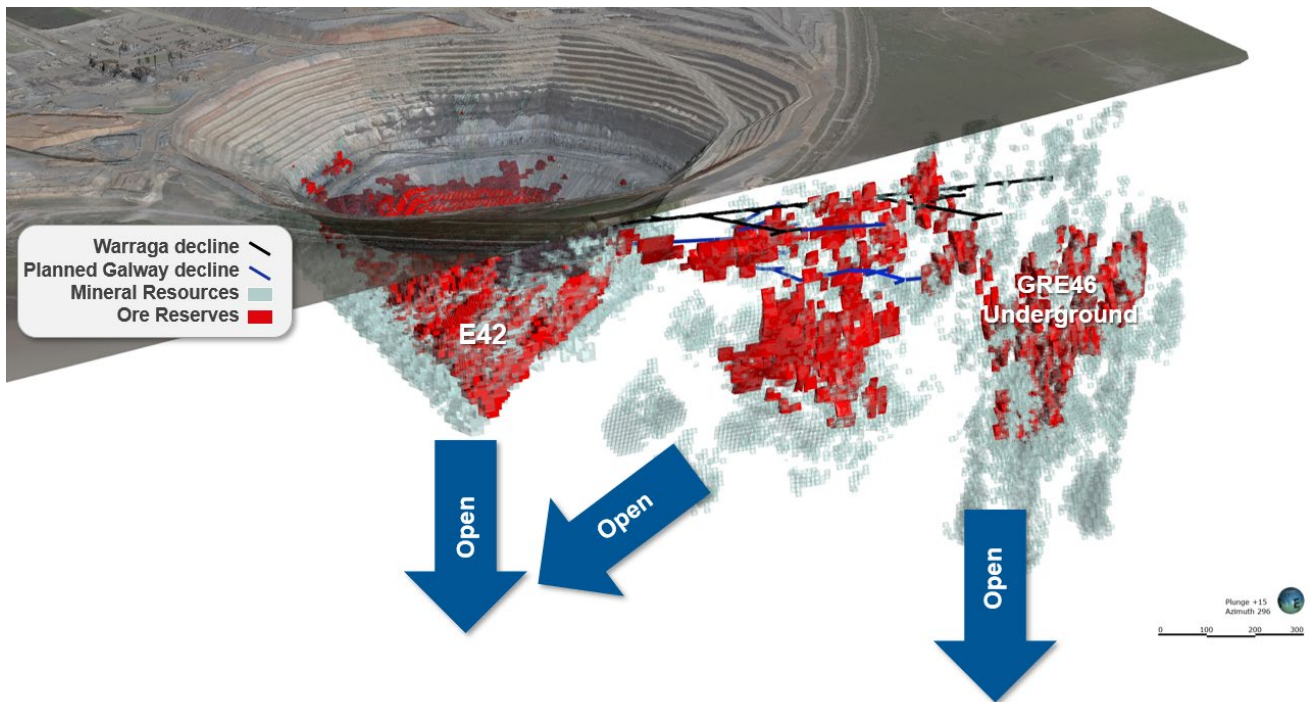 Warraga decline
Planned Galway decline
Mineral Resources
Ore Reserves
E42
GRE46
Underground
Open
Open
Open
Plunge +15
Azimuth 296
0 100 200 300